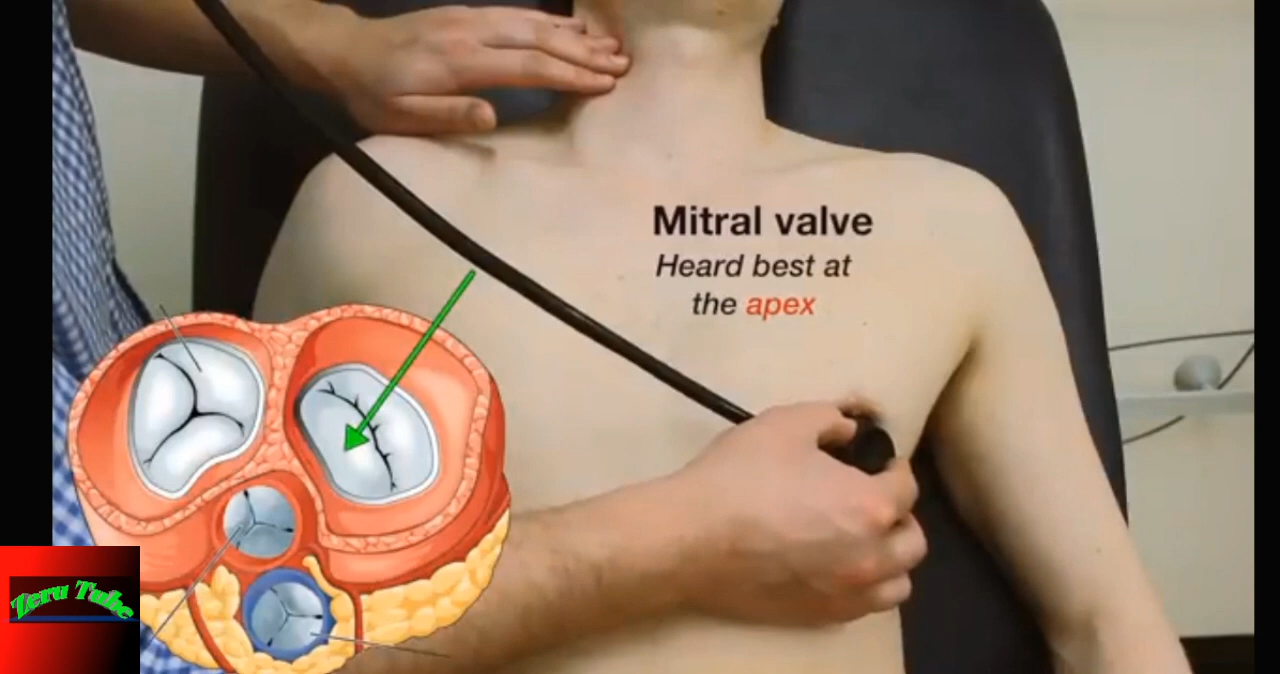 Mitral valve
Heard best at
the apex
Zeru Tube